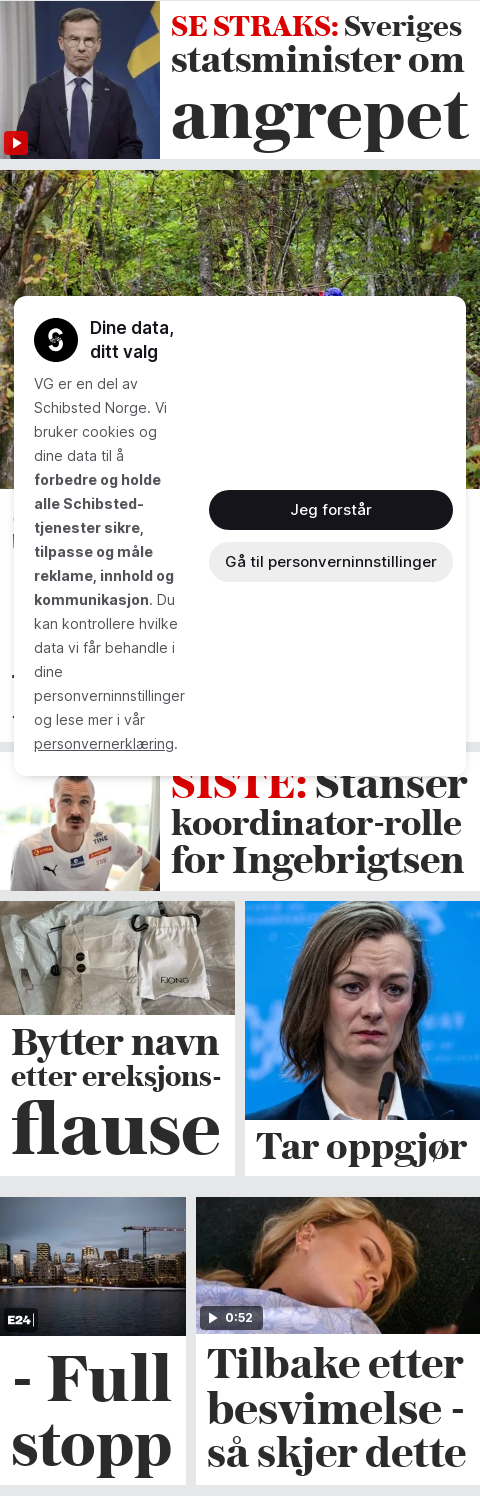 SE STRAKS: Sveriges
statsminister om
angrepet
Dine data,
ditt valg
VG er en del av
Schibsted Norge. Vi
bruker cookies og
dine data til å
forbedre og holde
alle Schibsted-
tjenester sikre,
tilpasse og måle
reklame, innhold og
kommunikasjon. Du
kan kontrollere hvilke
data vi får behandle i
dine
personverninnstillinger
og lese mer i vår
personvernerklæring.
Jeg forstår
Gå til personverninnstillinger
SISTE: Stanser
koordinator-rolle
for Ingebrigtsen
TINE
FJONG
Bytter navn
etter ereksjons-
flause
Tar oppgjør
E24
- Full
stopp
0:52
Tilbake etter
besvimelse -
så skjer dette